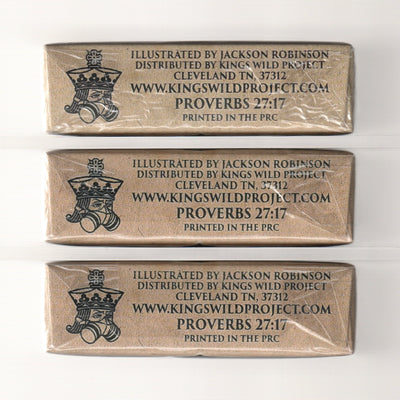 ILLUSTRATED BY JACKSON ROBINSON
DISTRIBUTED BY KINGS WILD PROJECT
CLEVELAND TN, 37312
WWW.KINGSWILDPROJECT.COM
PROVERBS 27:17
PRINTED IN THE PRC
ILLUSTRATED BY JACKSON ROBINSON
DISTRIBUTED BY KINGS WILD PROJECT
CLEVELAND TN, 37312
WWW.KINGSWILDPROJECT.COM
PROVERBS 27:17
PRINTED IN THE PRC
ILLUSTRATED BY JACKSON ROBINSON
DISTRIBUTED BY KINGS WILD PROJECT
CLEVELAND TN, 37312
WWW.KINGSWILDPROJECT.COM
PROVERBS 27:17
PRINTED IN THE PRC